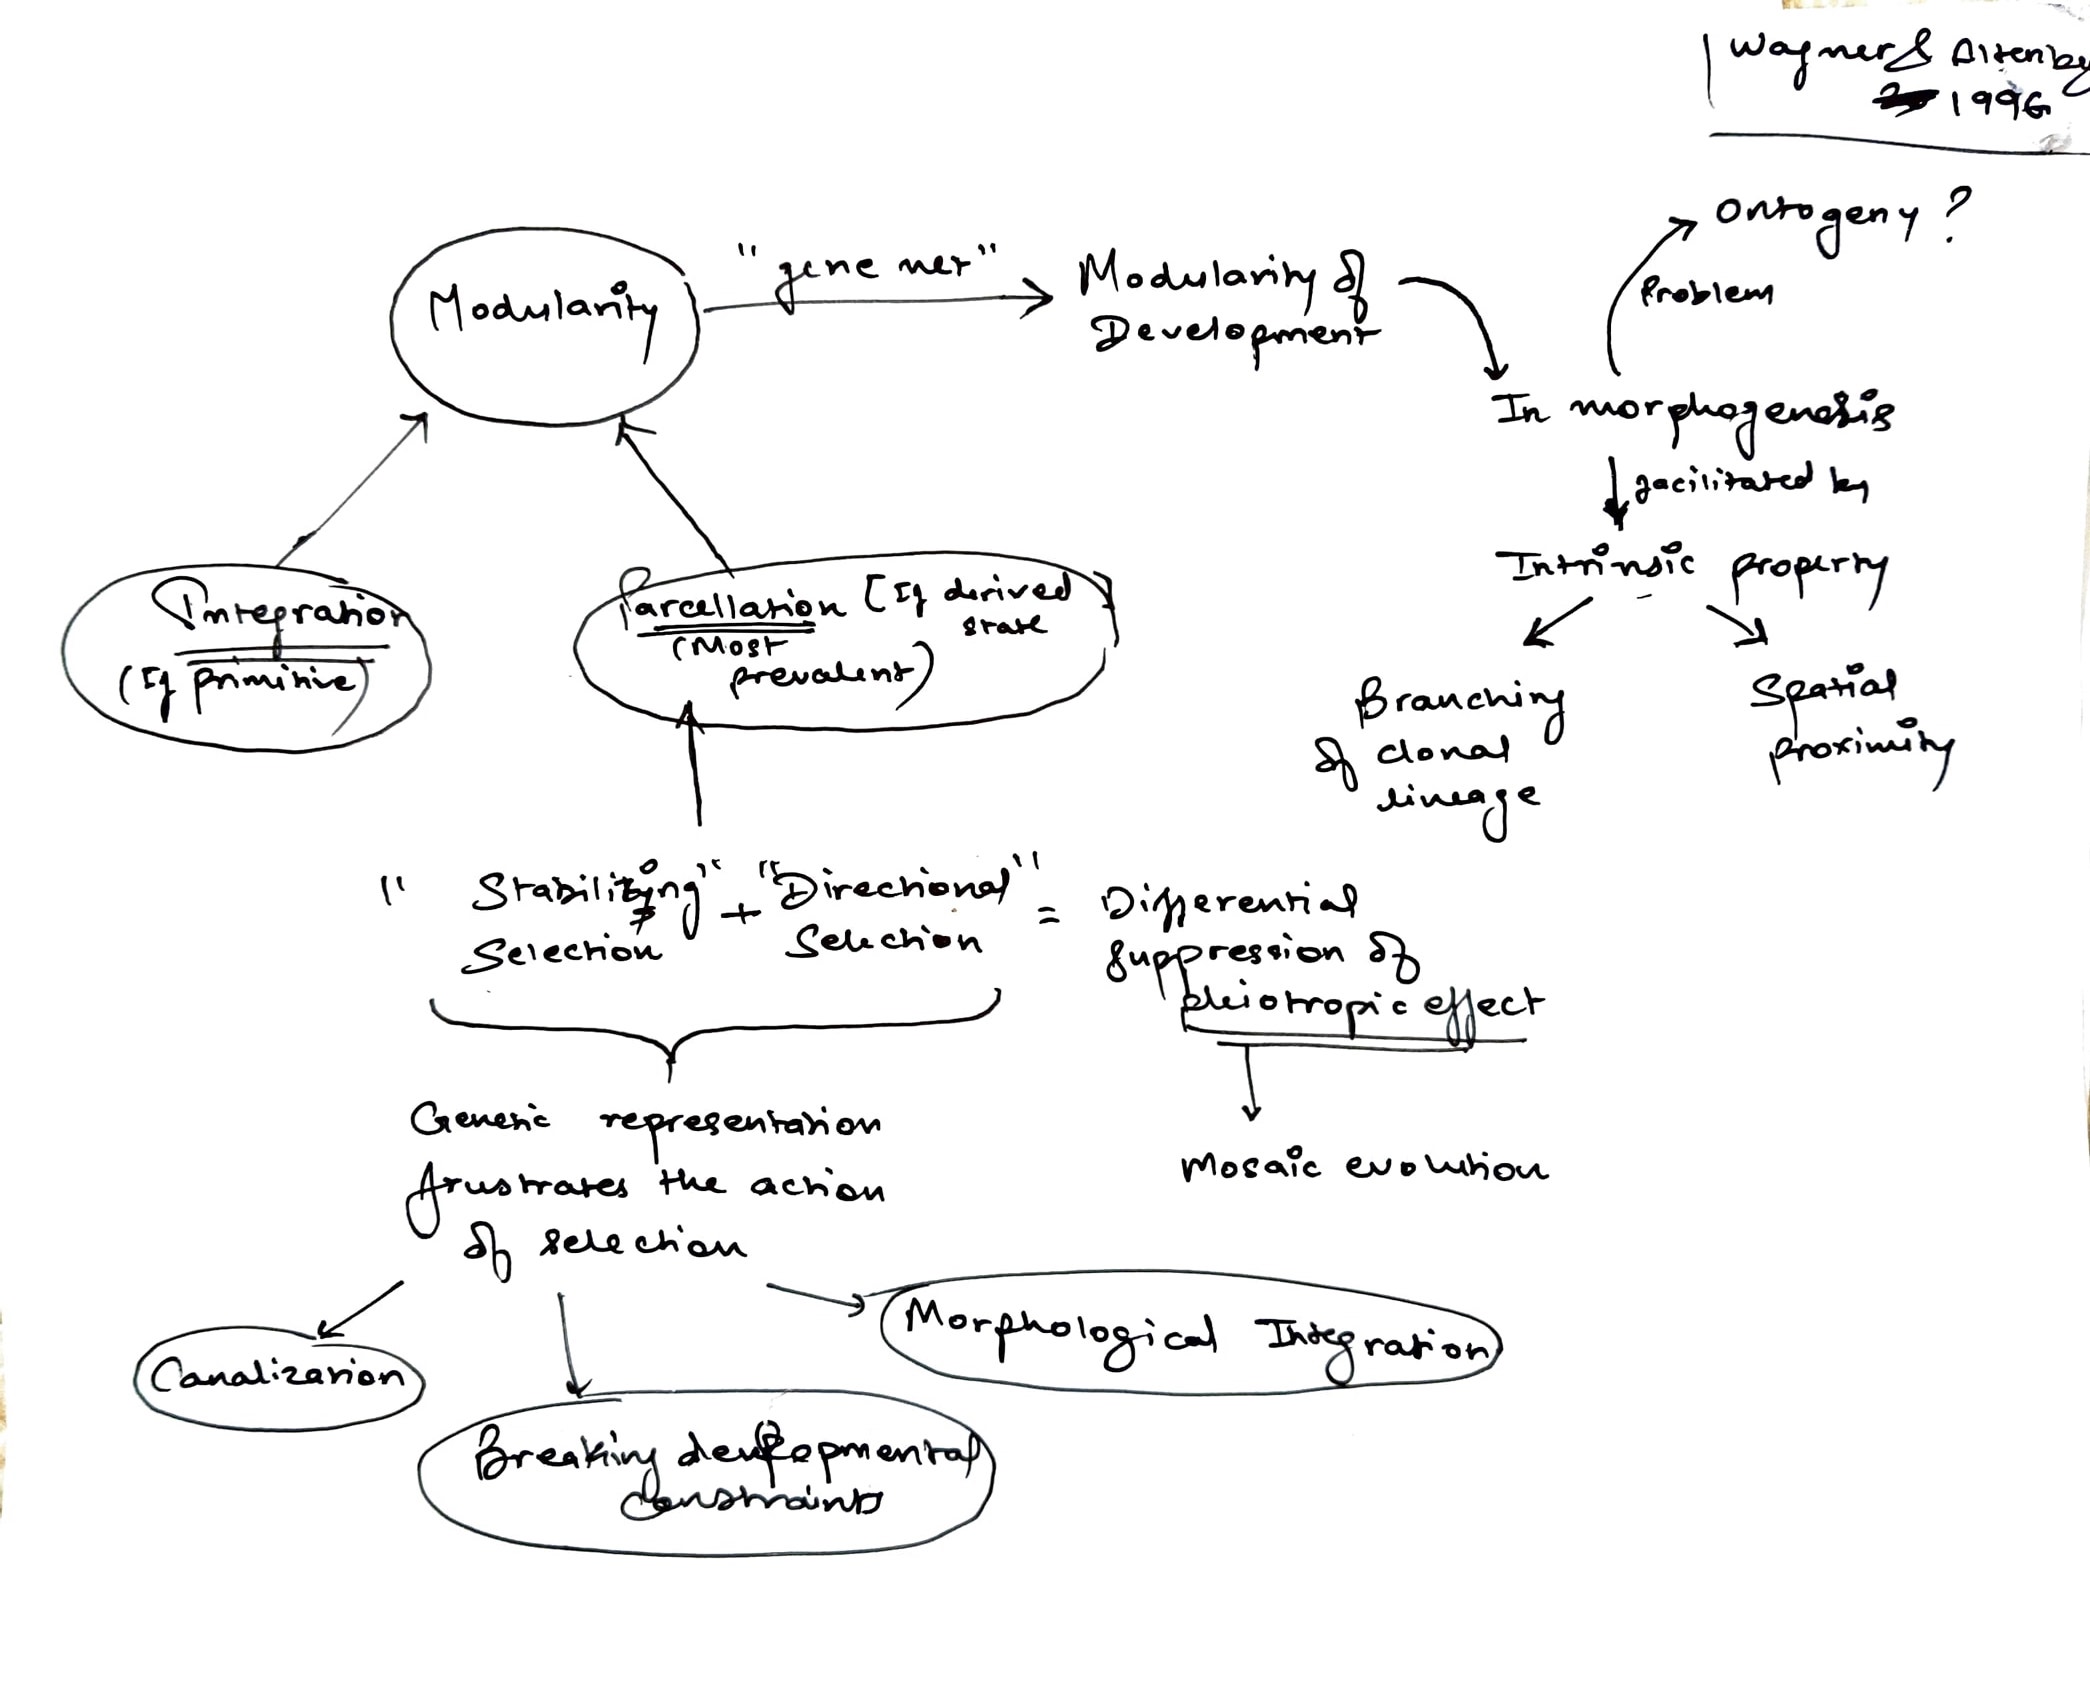 Wagner & Altenby
1996
Ontogeny ?
Problem
"gene net"
Modularity
Modularity of
Development
In morphogenesis
facilitated by
Intrinsic property
Integration
(If primitive)
Parcellation [If derived
state]
(Most
prevalent)
Branching
of clonal
lineage
Spatial
proximity
" Stabilizing" + "Directional" =
Selection Selection
Differential
suppression of
pleiotropic effect
Genetic representation
frustrates the action
of selection
Mosaic evolution
Canalization
Morphological Integration
Breaking developmental
constraints